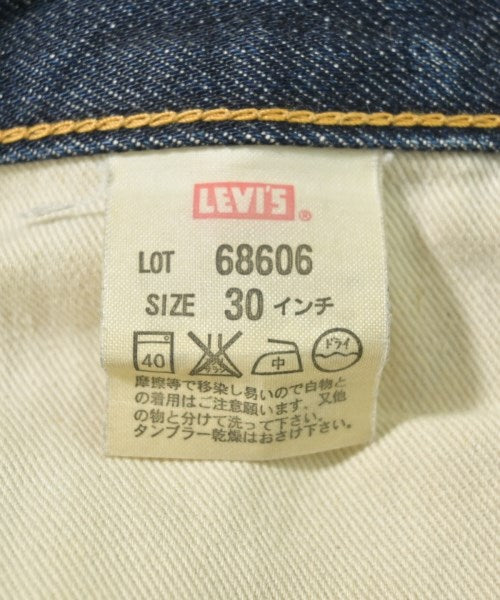 LEVI'S ®
LOT 68606
SIZE 30 インチ
40 中 ドライ
摩擦等で移染し易いので白物と
の着用はご注意願います、又他
の物と分けて洗って下さい。
タンブラー乾燥はおさけ下さい。